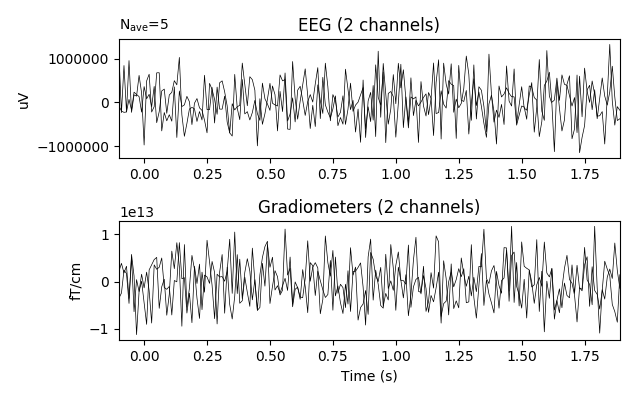 N_ave=5
EEG (2 channels)
1000000
0
−1000000
uV
0.00 0.25 0.50 0.75 1.00 1.25 1.50 1.75
1e13
Gradiometers (2 channels)
1
0
−1
fT/cm
0.00 0.25 0.50 0.75 1.00 1.25 1.50 1.75
Time (s)